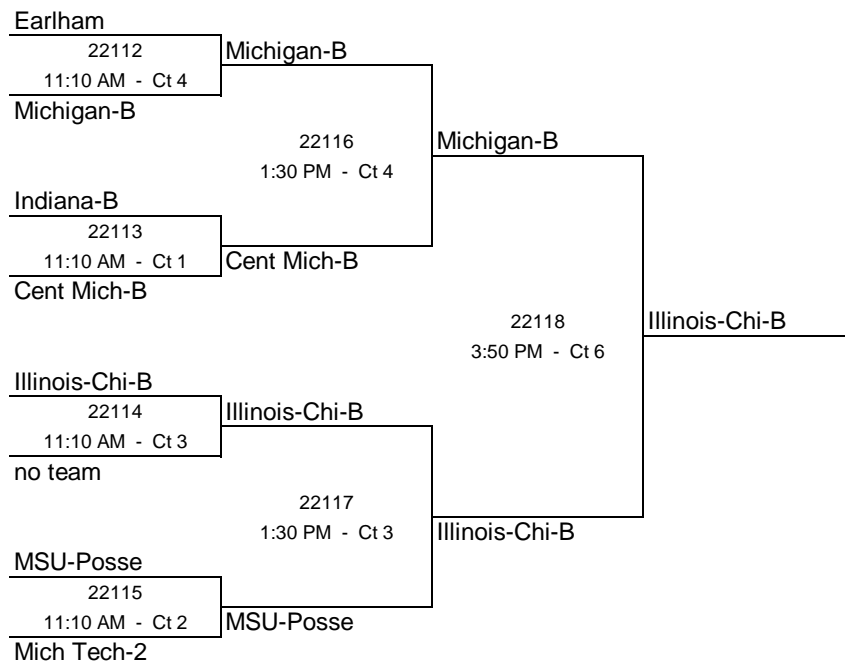 Earlham
22112
11:10 AM - Ct 4
Michigan-B
Michigan-B
22116
1:30 PM - Ct 4
Michigan-B
Indiana-B
22113
11:10 AM - Ct 1
Cent Mich-B
Cent Mich-B
22118
3:50 PM - Ct 6
Illinois-Chi-B
Illinois-Chi-B
22114
11:10 AM - Ct 3
Illinois-Chi-B
no team
22117
1:30 PM - Ct 3
Illinois-Chi-B
MSU-Posse
22115
11:10 AM - Ct 2
MSU-Posse
Mich Tech-2